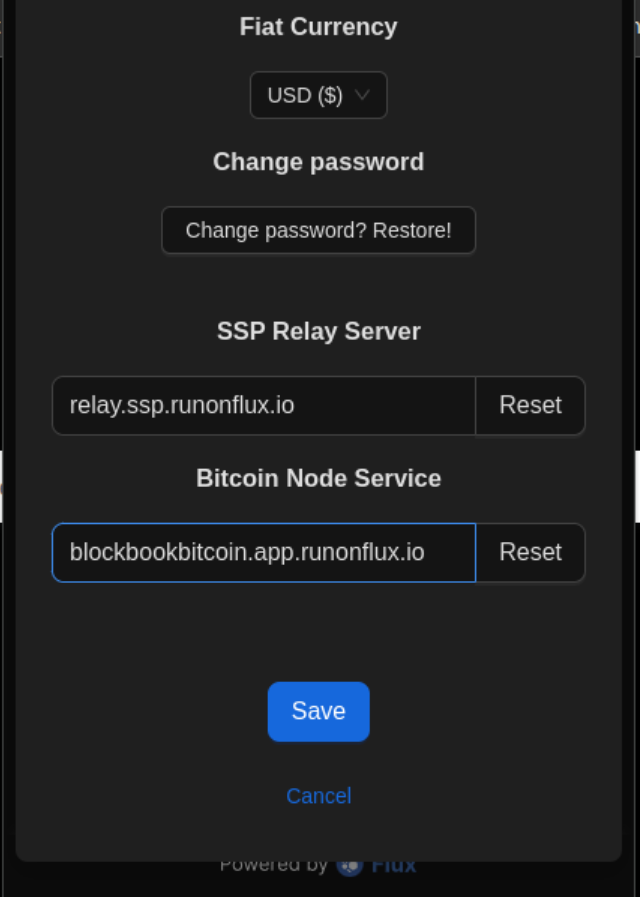 Fiat Currency
USD ($)
Change password
Change password? Restore!
SSP Relay Server
relay.ssp.runonflux.io
Reset
Bitcoin Node Service
blockbookbitcoin.app.runonflux.io
Reset
Save
Cancel
Powered by Flux